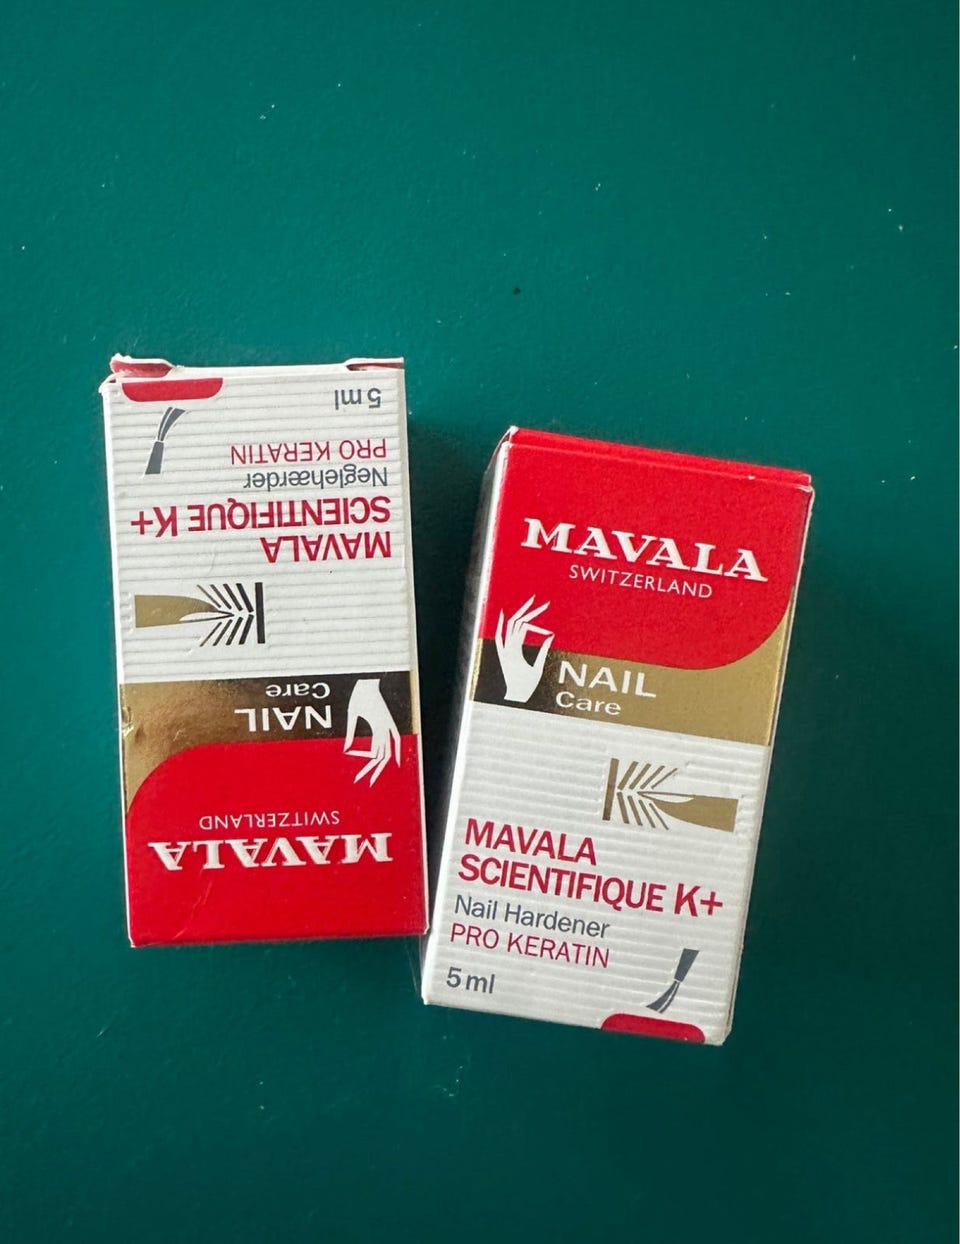 5 ml
PRO KERATIN
Neglehærder
SCIENTIFIQUE K+
MAVALA
Care
NAIL
SWITZERLAND
MAVALA
MAVALA
SWITZERLAND
NAIL
Care
MAVALA
SCIENTIFIQUE K+
Nail Hardener
PRO KERATIN
5 ml